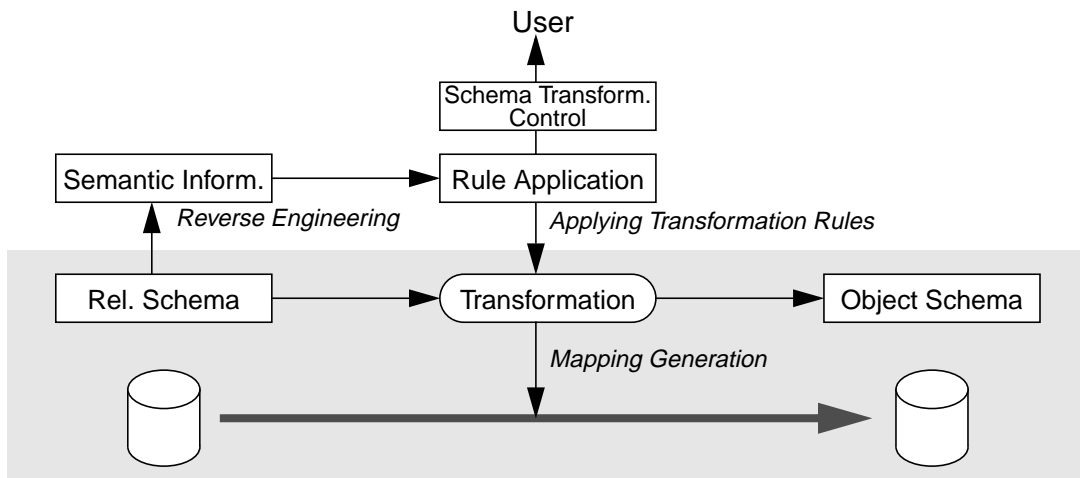 User
Schema Transform.
Control
Semantic Inform.
Rule Application
Reverse Engineering
Applying Transformation Rules
Rel. Schema
Transformation
Object Schema
Mapping Generation